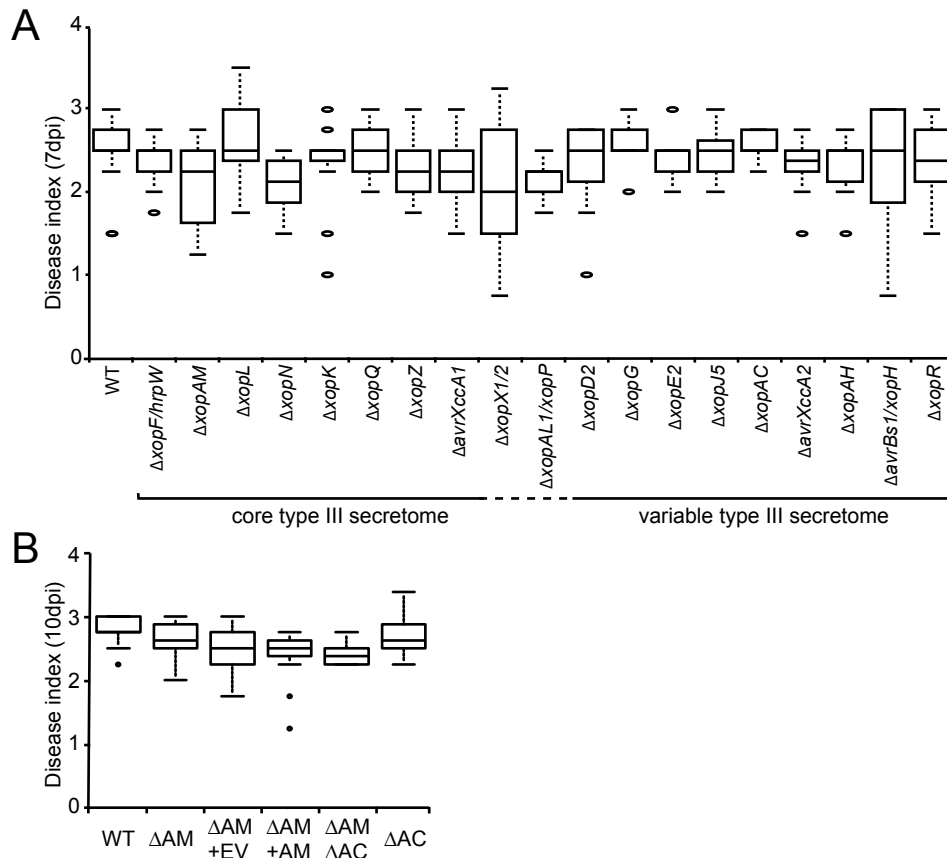 A
Disease index (7dpi)
4
3
2
1
0
WT
ΔxopF/hrpW
ΔxopAM
ΔxopL
ΔxopN
ΔxopK
ΔxopQ
ΔxopZ
ΔavrXccA1
ΔxopX1/2
ΔxopAL1/xopP
ΔxopD2
ΔxopG
ΔxopE2
ΔxopJ5
ΔxopAC
ΔavrXccA2
ΔxopAH
ΔavrBs1/xopH
ΔxopR
core type III secretome
variable type III secretome
B
Disease index (10dpi)
4
3
2
1
0
WT
ΔAM
ΔAM
+EV
ΔAM
+AM
ΔAM
ΔAC
ΔAC